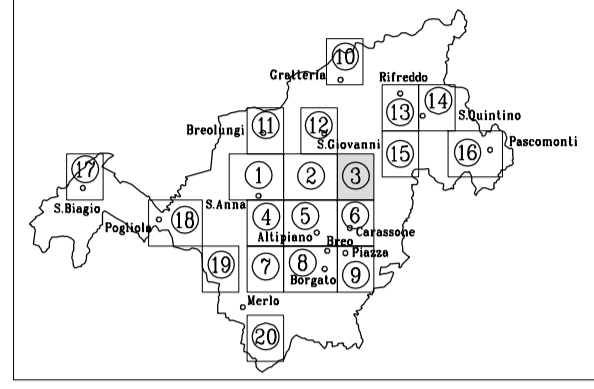 10
Gratteria
Rifreddo
13
14
S.Quintino
11
Breolungi
12
S.Giovanni
15
16
Pascomonti
17
S.Biagio
1
2
3
S.Anna
Pogliola
18
4
5
6
Altipiano
Carassone
Breo
19
7
8
Piazza
9
Borgato
Merlo
20